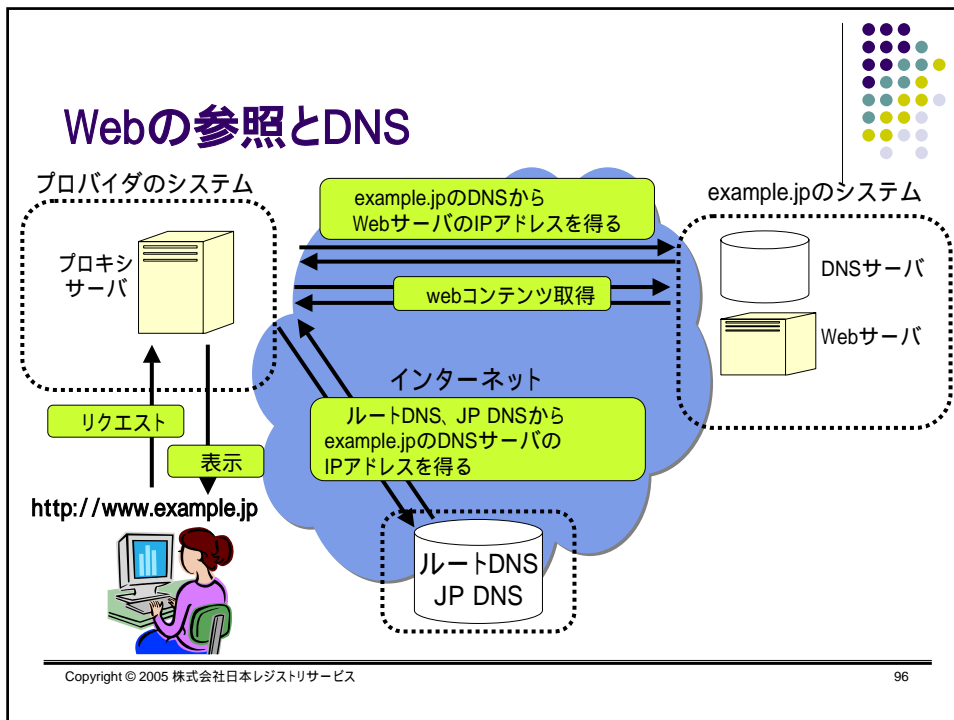 Webの参照とDNS
プロバイダのシステム
プロキシ
サーバ
example.jpのDNSから
WebサーバのIPアドレスを得る
example.jpのシステム
DNSサーバ
webコンテンツ取得
Webサーバ
インターネット
リクエスト
表示
ルートDNS、JP DNSから
example.jpのDNSサーバの
IPアドレスを得る
http://www.example.jp
ルートDNS
JP DNS
Copyright © 2005 株式会社日本レジストリサービス
96